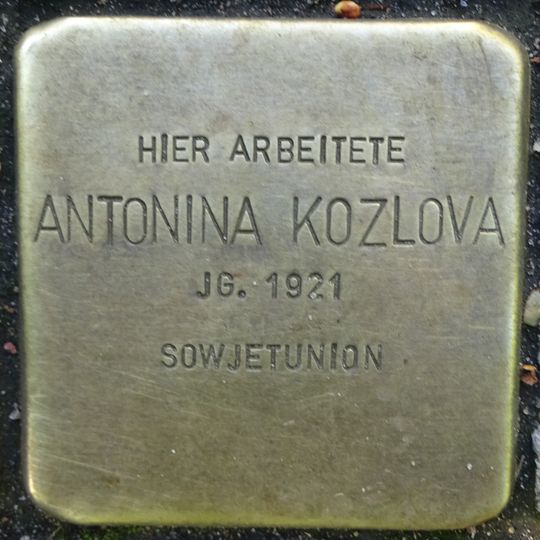 HIER ARBEITETE
ANTONINA KOZLOVA
JG. 1921
SOWJETUNION